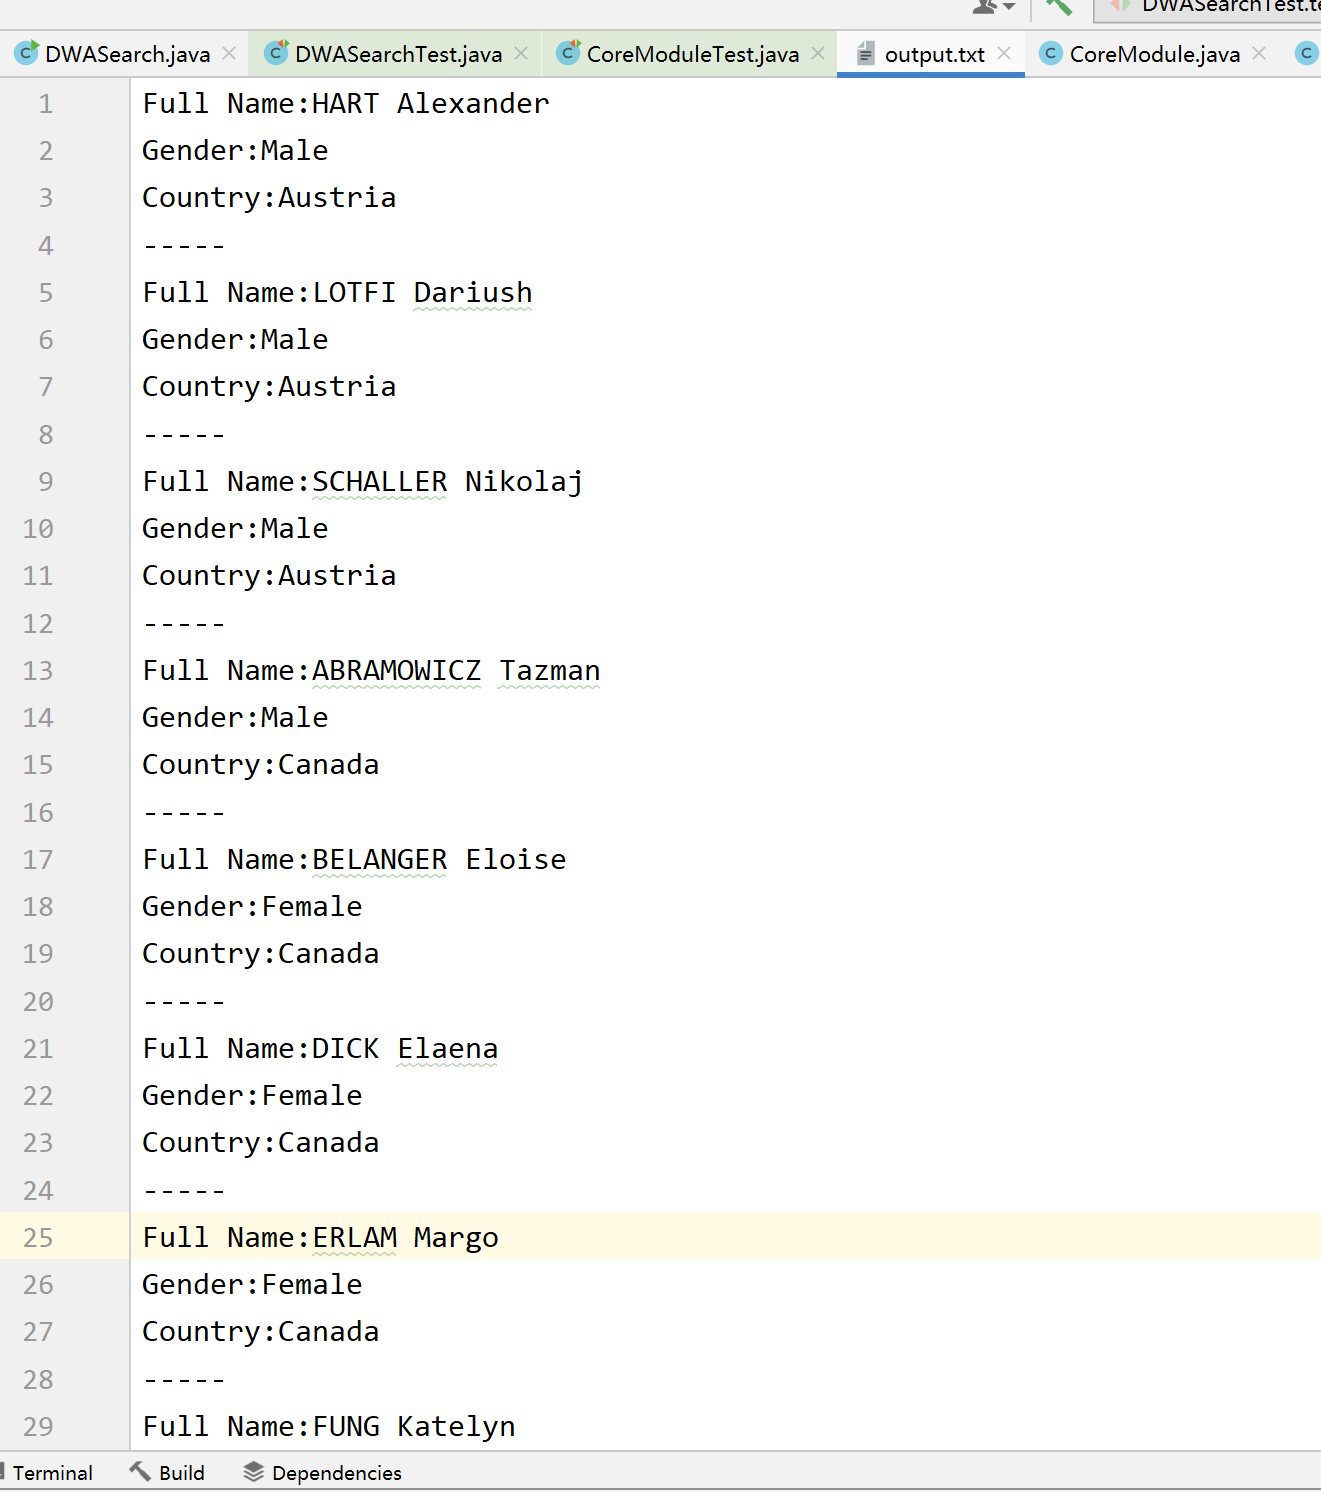 DWASearchTest.te
DWASearch.java DWASearchTest.java CoreModuleTest.java output.txt CoreModule.java
1 Full Name:HART Alexander
2 Gender:Male
3 Country:Austria
4 -----
5 Full Name:LOTFI Dariush
6 Gender:Male
7 Country:Austria
8 -----
9 Full Name:SCHALLER Nikolaj
10 Gender:Male
11 Country:Austria
12 -----
13 Full Name:ABRAMOWICZ Tazman
14 Gender:Male
15 Country:Canada
16 -----
17 Full Name:BELANGER Eloise
18 Gender:Female
19 Country:Canada
20 -----
21 Full Name:DICK Elaena
22 Gender:Female
23 Country:Canada
24 -----
25 Full Name:ERLAM Margo
26 Gender:Female
27 Country:Canada
28 -----
29 Full Name:FUNG Katelyn
Terminal Build Dependencies